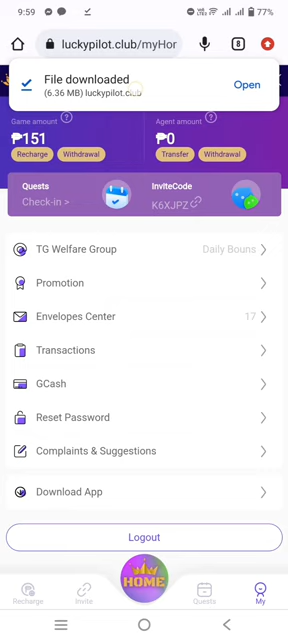 9:59
77%
luckypilot.club/myHor
8
File downloaded
(6.36 MB) luckypilot.club
Open
Game amount ?
Agent amount ?
₱151
₱0
Recharge
Withdrawal
Transfer
Withdrawal
Quests
Check-in >
InviteCode
K6XJPZ
TG Welfare Group
Daily Bouns
Promotion
Envelopes Center
17
Transactions
GCash
Reset Password
Complaints & Suggestions
Download App
Logout
HOME
Recharge
Invite
Quests
My